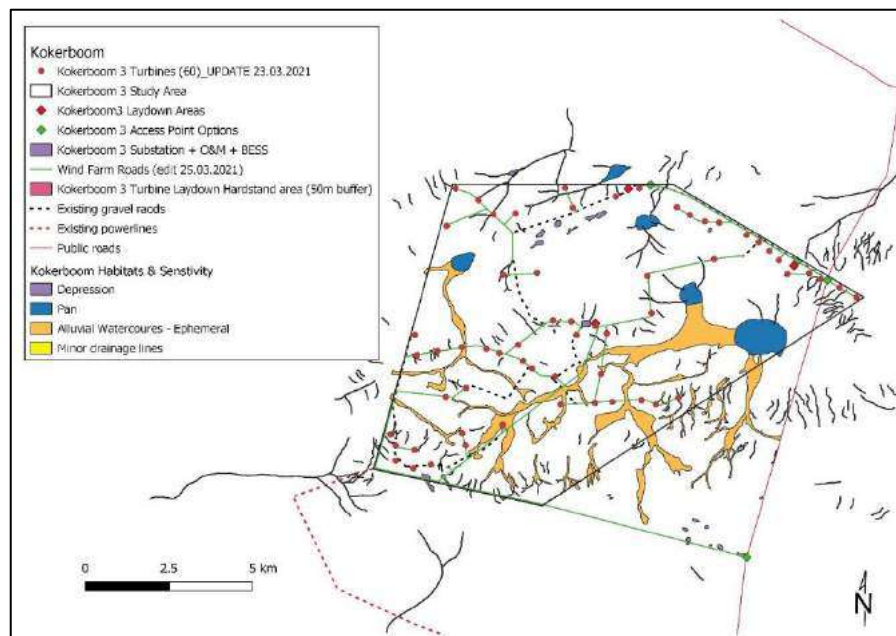 Kokerboom
Kokerboom 3 Turbines (60)_UPDATE 23.03.2021
Kokerboom 3 Study Area
Kokerboom3 Laydown Areas
Kokerboom 3 Access Point Options
Kokerboom 3 Substation + O&M + BESS
Wind Farm Roads (edit 25.03.2021)
Kokerboom 3 Turbine Laydown Hardstand area (50m buffer)
Existing gravel raods
Existing powerlines
Public roads
Kokerboom Habitats & Senstivity
Depression
Pan
Alluvial Watercoures - Ephemeral
Minor drainage lines
0 2.5 5 km
N